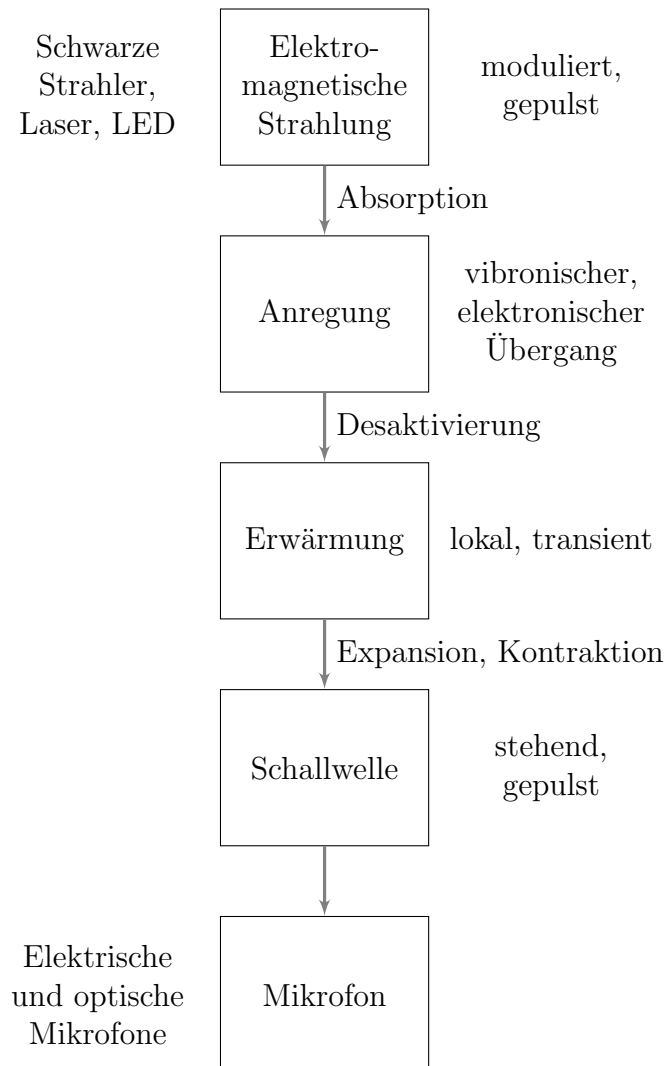 Schwarze
Strahler,
Laser, LED
Elektro-
magnetische
Strahlung
moduliert,
gepulst
Absorption
Anregung
vibronischer,
elektronischer
Übergang
Desaktivierung
Erwärmung
lokal, transient
Expansion, Kontraktion
Schallwelle
stehend,
gepulst
Elektrische
und optische
Mikrofone
Mikrofon